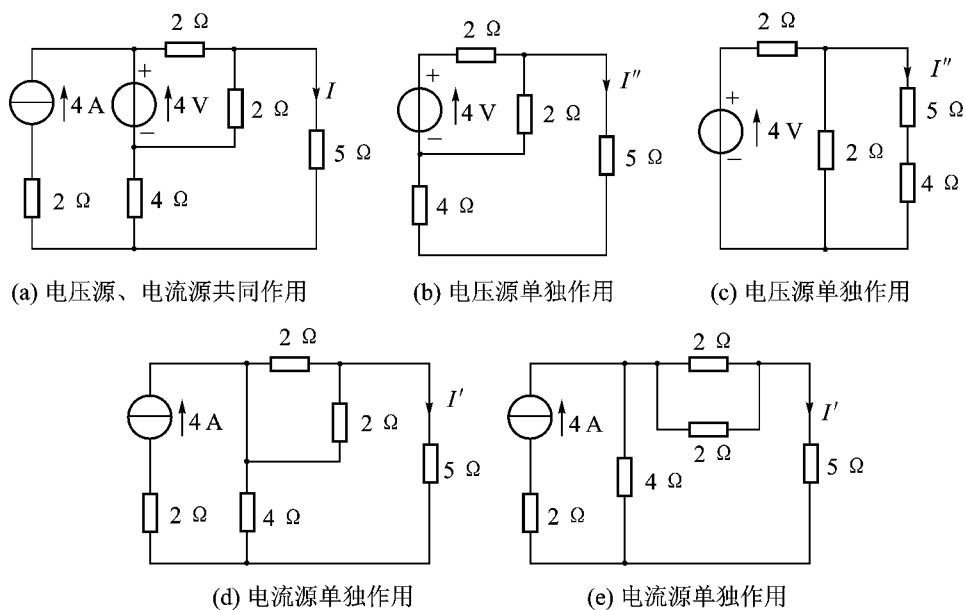 2 Ω
4 A
+
4 V
−
2 Ω
I
5 Ω
2 Ω
4 Ω
(a) 电压源、电流源共同作用
2 Ω
+
4 V
−
2 Ω
I″
5 Ω
4 Ω
(b) 电压源单独作用
2 Ω
+
4 V
−
2 Ω
I″
5 Ω
4 Ω
(c) 电压源单独作用
2 Ω
4 A
2 Ω
I′
5 Ω
2 Ω
4 Ω
(d) 电流源单独作用
2 Ω
4 A
2 Ω
I′
4 Ω
5 Ω
2 Ω
(e) 电流源单独作用